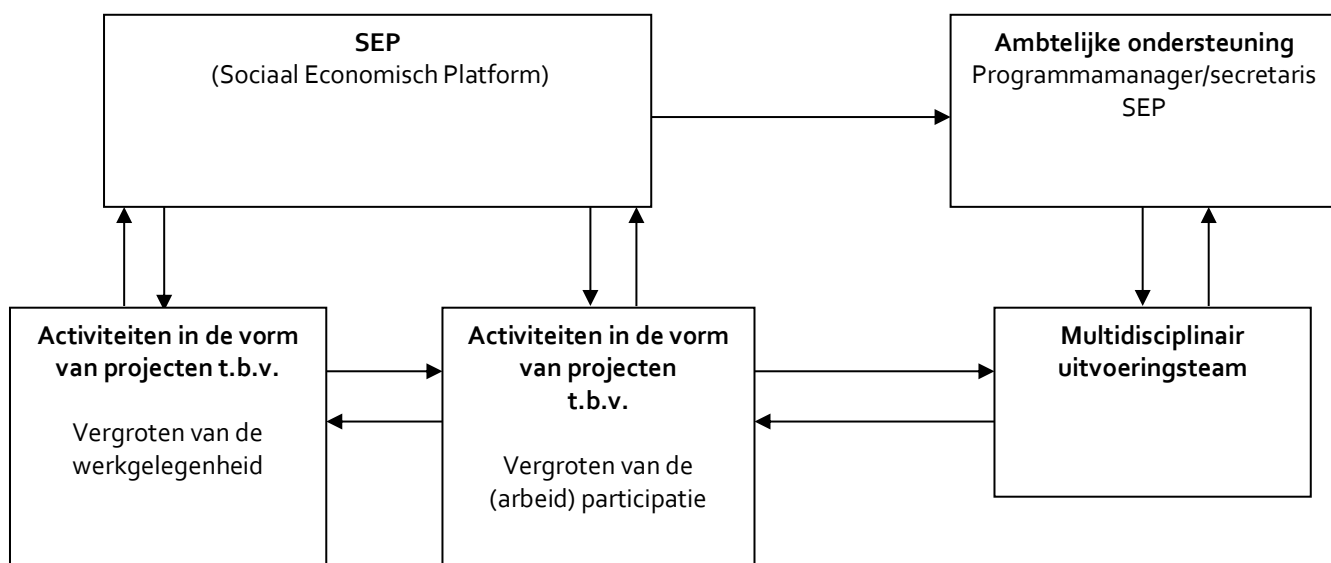 SEP
(Sociaal Economisch Platform)
Ambtelijke ondersteuning
Programmamanager/secretaris
SEP
Activiteiten in de vorm
van projecten t.b.v.
Vergroten van de
werkgelegenheid
Activiteiten in de vorm
van projecten
t.b.v.
Vergroten van de
(arbeid) participatie
Multidisciplinair
uitvoeringsteam